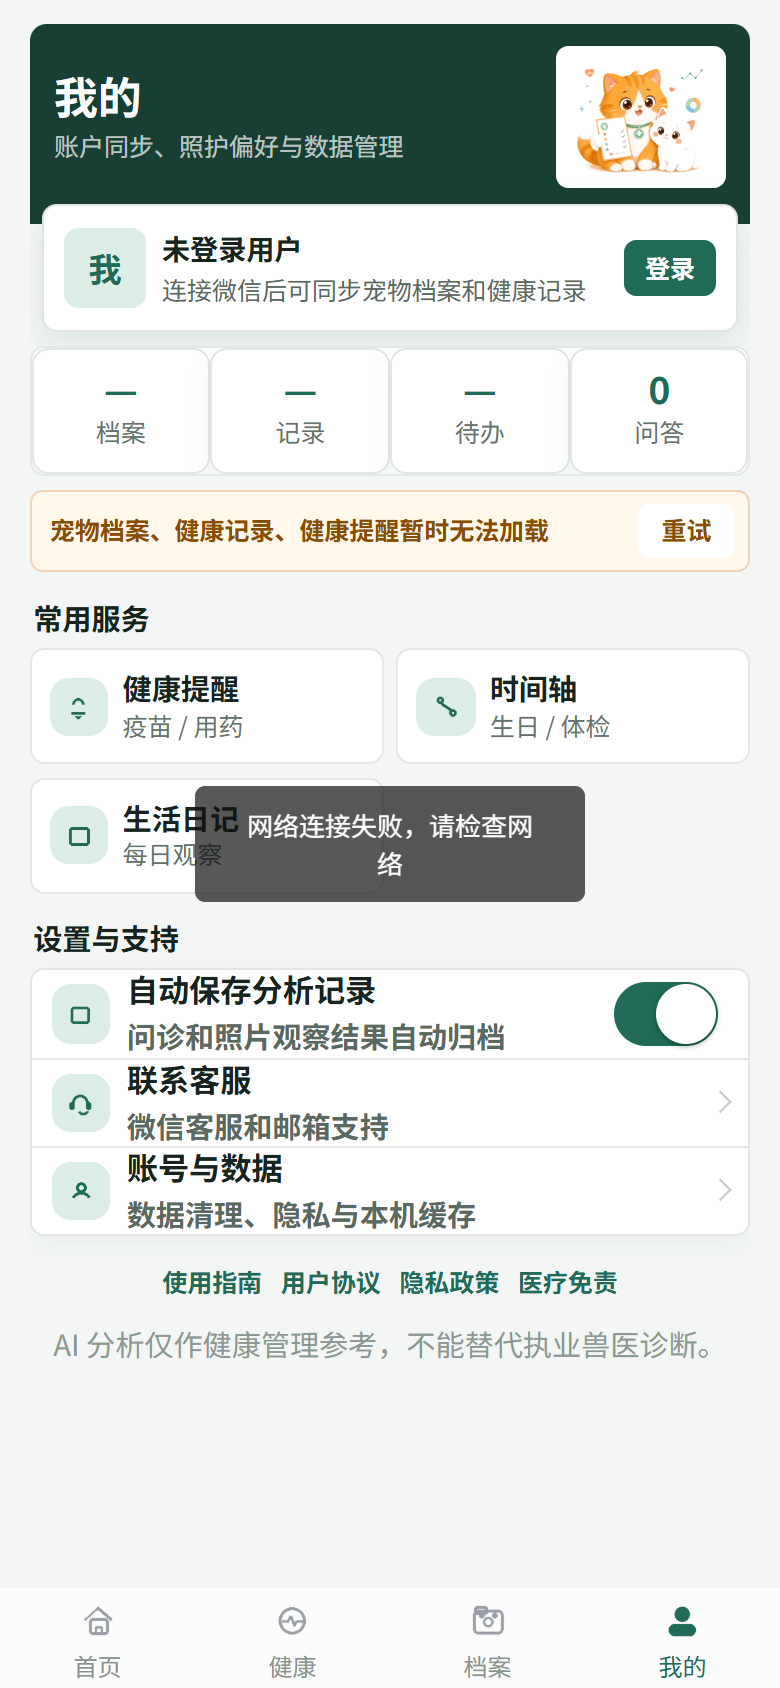 我的
账户同步、照护偏好与数据管理
我
未登录用户
连接微信后可同步宠物档案和健康记录
登录
— — — 0
档案 记录 待办 问答
宠物档案、健康记录、健康提醒暂时无法加载
重试
常用服务
健康提醒
疫苗 / 用药
时间轴
生日 / 体检
生活日记
每日观察
网络连接失败，请检查网
络
设置与支持
自动保存分析记录
问诊和照片观察结果自动归档
联系客服
微信客服和邮箱支持
账号与数据
数据清理、隐私与本机缓存
使用指南 用户协议 隐私政策 医疗免责
AI 分析仅作健康管理参考，不能替代执业兽医诊断。
首页 健康 档案 我的